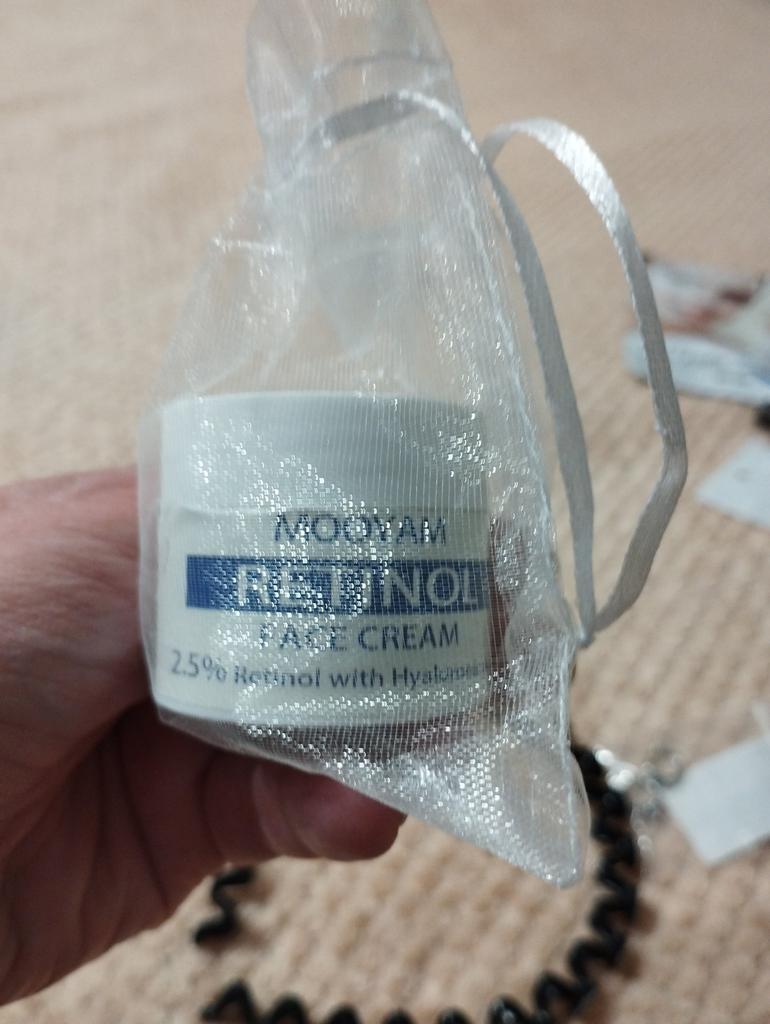 MOOYAM
RETINOL
FACE CREAM
2.5% Retinol with